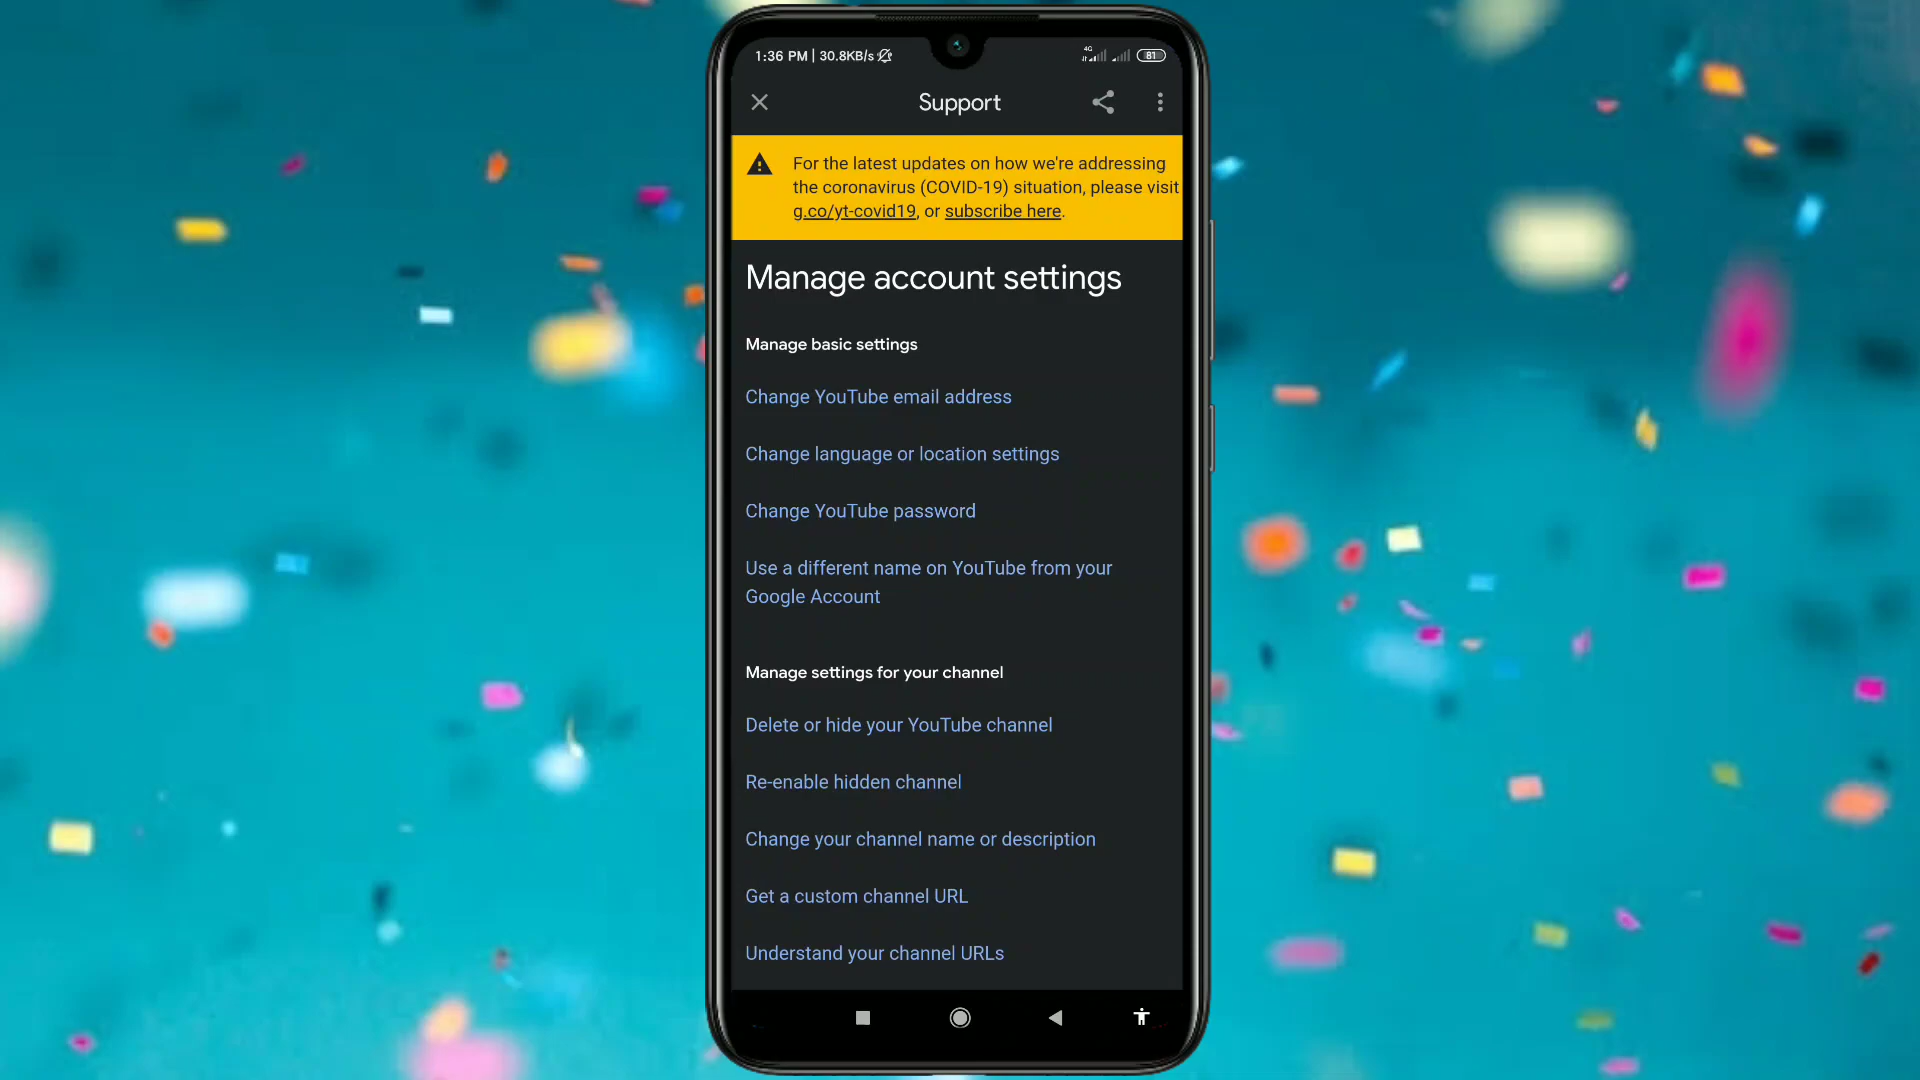 1:36 PM | 30.8KB/s
4G
81
Support
For the latest updates on how we're addressing
the coronavirus (COVID-19) situation, please visit
g.co/yt-covid19, or subscribe here.
Manage account settings
Manage basic settings
Change YouTube email address
Change language or location settings
Change YouTube password
Use a different name on YouTube from your
Google Account
Manage settings for your channel
Delete or hide your YouTube channel
Re-enable hidden channel
Change your channel name or description
Get a custom channel URL
Understand your channel URLs